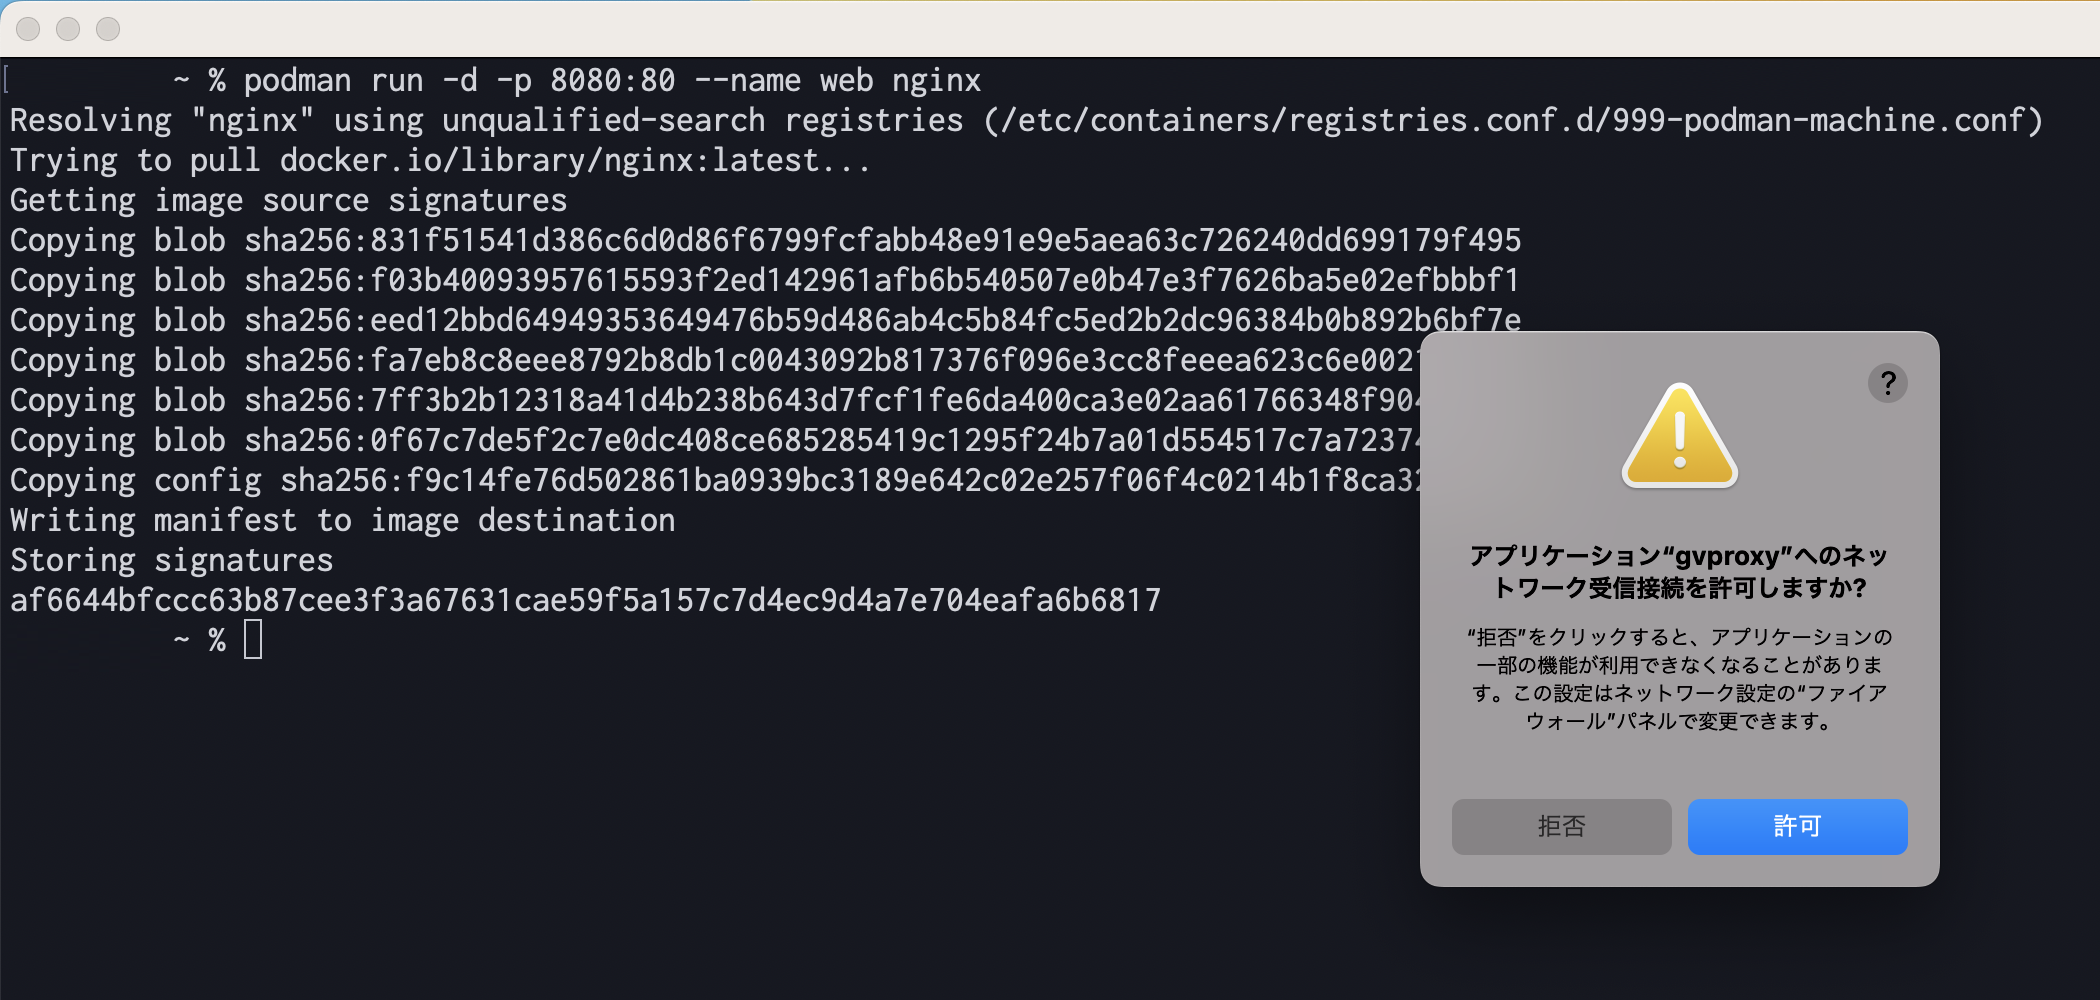 ~ % podman run -d -p 8080:80 --name web nginx
Resolving "nginx" using unqualified-search registries (/etc/containers/registries.conf.d/999-podman-machine.conf)
Trying to pull docker.io/library/nginx:latest...
Getting image source signatures
Copying blob sha256:831f51541d386c6d0d86f6799fcfabb48e91e9e5aea63c726240dd699179f495
Copying blob sha256:f03b40093957615593f2ed142961afb6b540507e0b47e3f7626ba5e02efbbbf1
Copying blob sha256:eed12bbd64949353649476b59d486ab4c5b84fc5ed2b2dc96384b0b892b6bf7e
Copying blob sha256:fa7eb8c8eee8792b8db1c0043092b817376f096e3cc8feeea623c6e002
Copying blob sha256:7ff3b2b12318a41d4b238b643d7fcf1fe6da400ca3e02aa61766348f90
Copying blob sha256:0f67c7de5f2c7e0dc408ce685285419c1295f24b7a01d554517c7a7237
Copying config sha256:f9c14fe76d502861ba0939bc3189e642c02e257f06f4c0214b1f8ca3
Writing manifest to image destination
Storing signatures
af6644bfccc63b87cee3f3a67631cae59f5a157c7d4ec9d4a7e704eafa6b6817
~ %
?
アプリケーション“gvproxy”へのネッ
トワーク受信接続を許可しますか?
“拒否”をクリックすると、アプリケーションの
一部の機能が利用できなくなることがありま
す。この設定はネットワーク設定の“ファイア
ウォール”パネルで変更できます。
拒否
許可